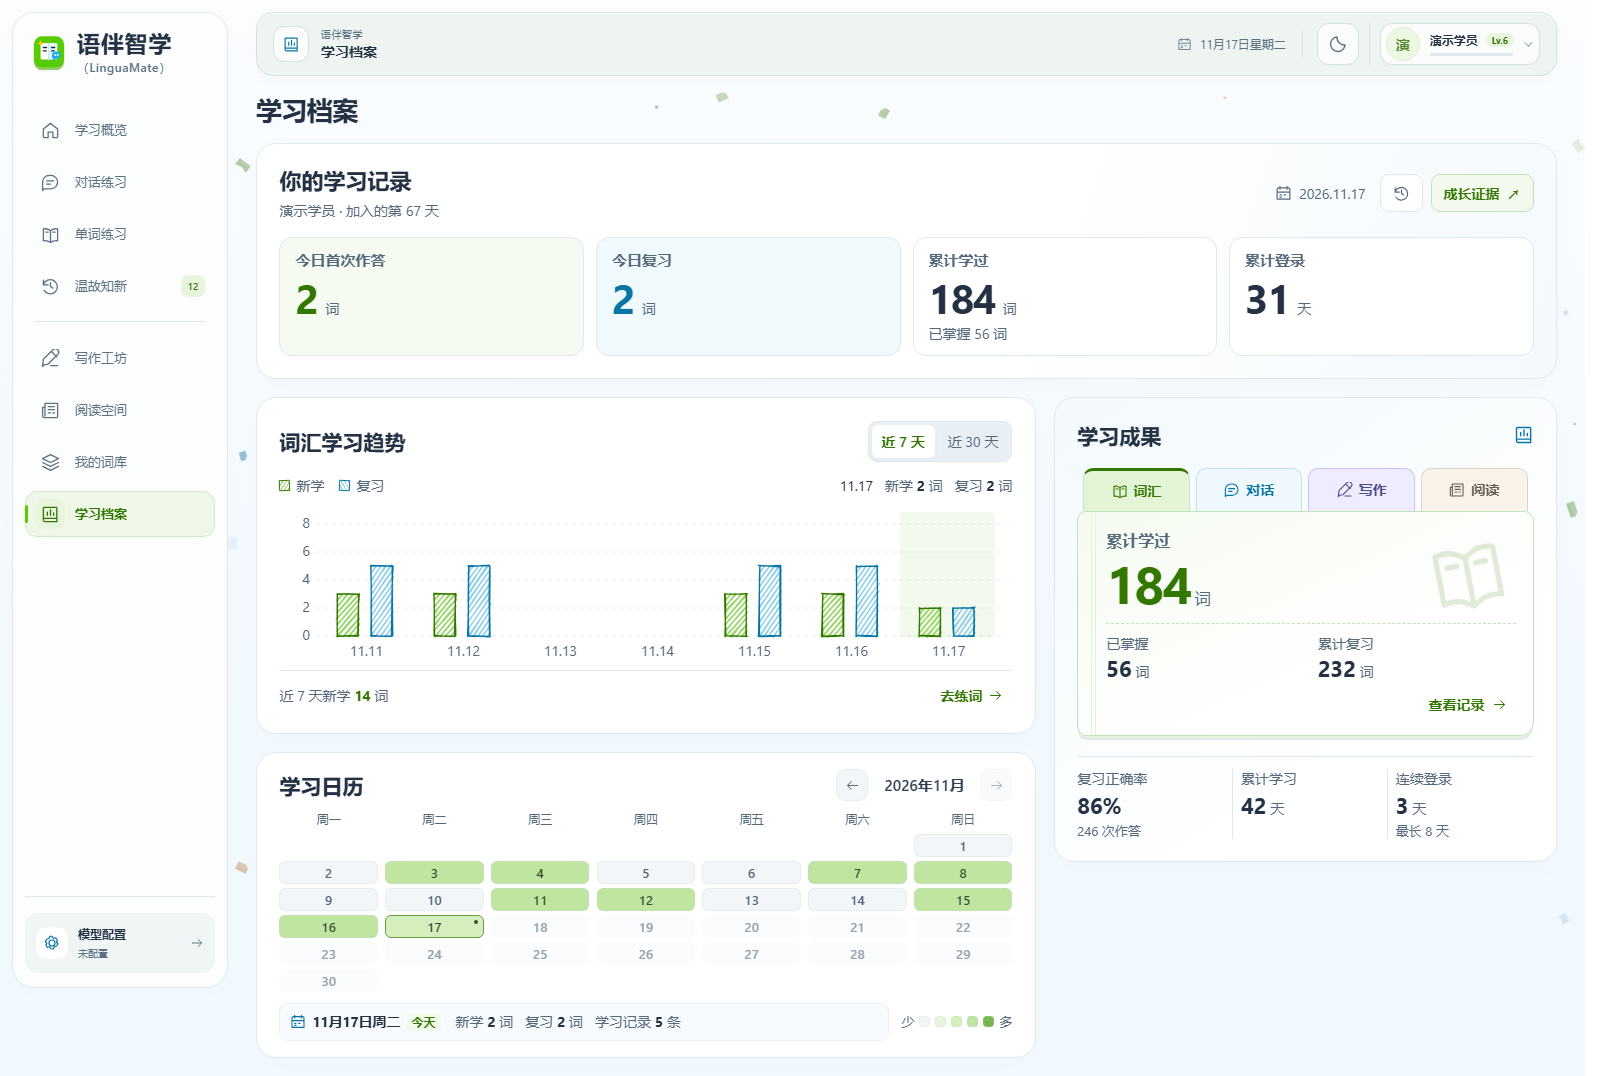 语伴智学
（LinguaMate）
学习概览
对话练习
单词练习
温故知新 12
写作工坊
阅读空间
我的词库
学习档案
模型配置
未配置
语伴智学
学习档案
11月17日星期二
演 演示学员 Lv.6
学习档案
你的学习记录
演示学员 · 加入的第 67 天
2026.11.17
成长证据
今日首次作答
2 词
今日复习
2 词
累计学过
184 词
已掌握 56 词
累计登录
31 天
词汇学习趋势
近 7 天 近 30 天
新学 复习
11.17 新学 2 词 复习 2 词
8
6
4
2
0
11.11 11.12 11.13 11.14 11.15 11.16 11.17
近 7 天新学 14 词
去练词
学习日历
2026年11月
周一 周二 周三 周四 周五 周六 周日
1
2 3 4 5 6 7 8
9 10 11 12 13 14 15
16 17 18 19 20 21 22
23 24 25 26 27 28 29
30
11月17日周二 今天 新学 2 词 复习 2 词 学习记录 5 条
少 多
学习成果
词汇 对话 写作 阅读
累计学过
184 词
已掌握
56 词
累计复习
232 词
查看记录
复习正确率
86%
246 次作答
累计学习
42 天
连续登录
3 天
最长 8 天